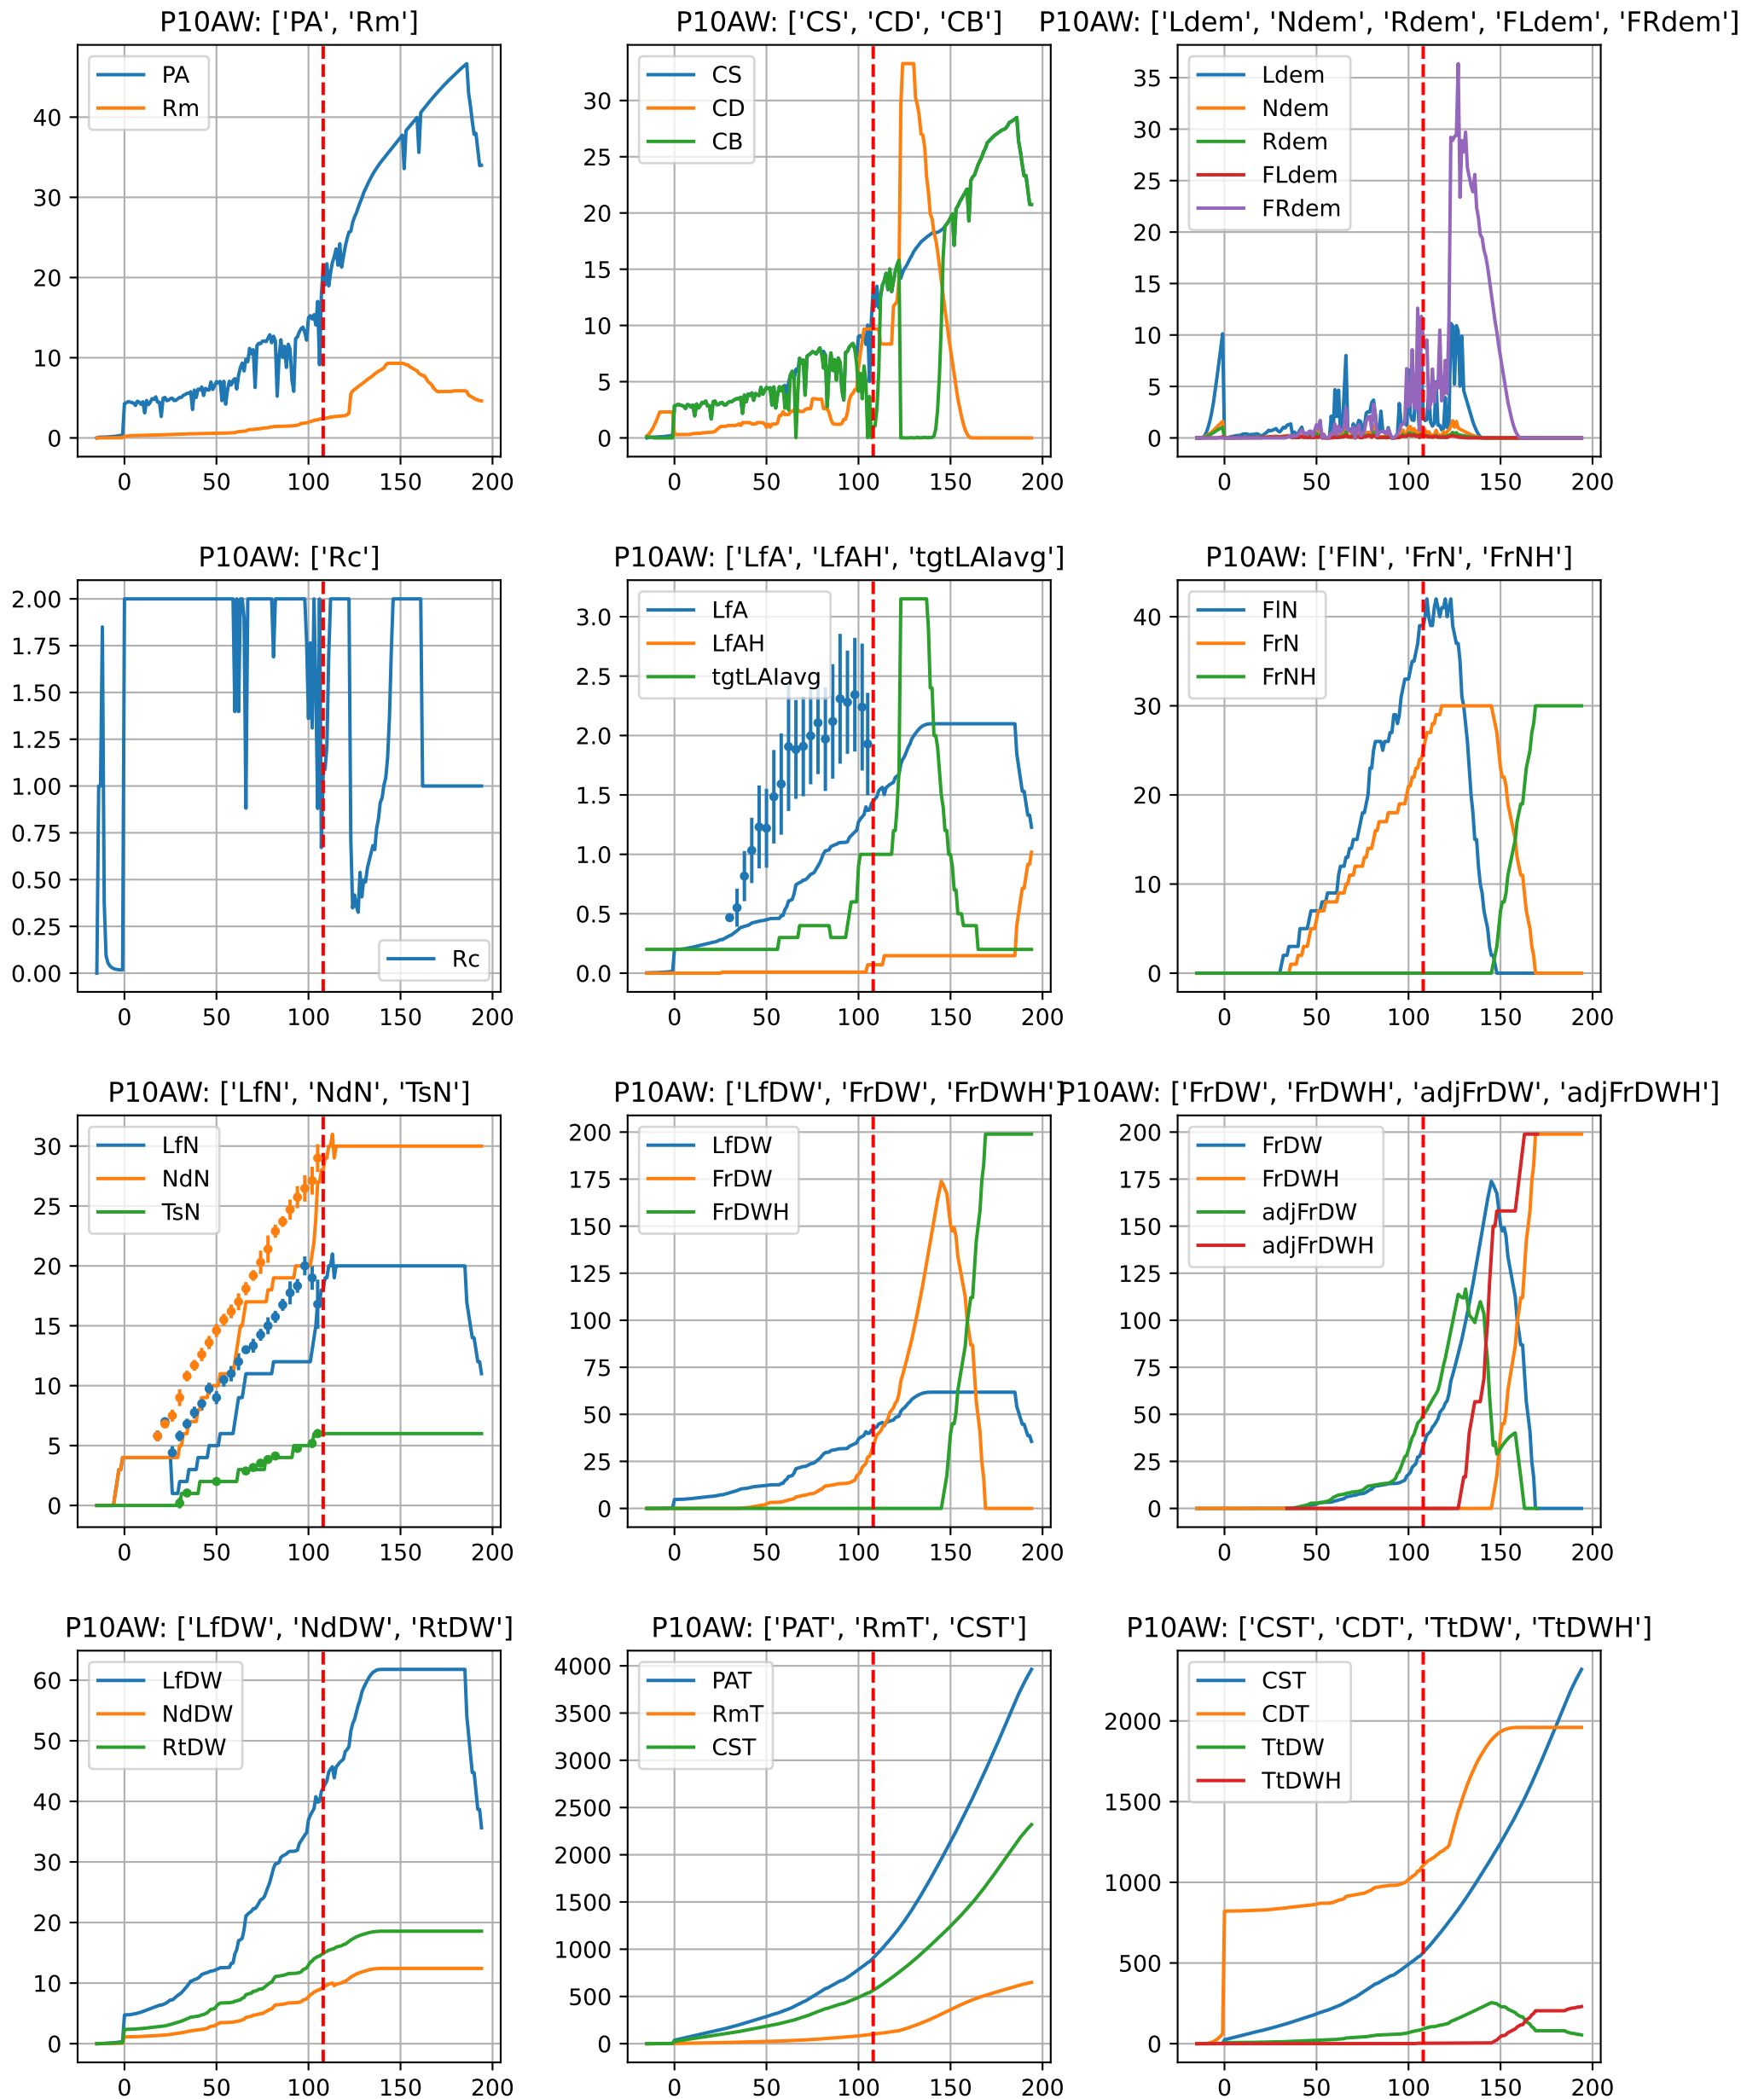 P10AW: ['PA', 'Rm']
PA
Rm
40
30
20
10
0
0 50 100 150 200
P10AW: ['CS', 'CD', 'CB']
CS
CD
CB
30
25
20
15
10
5
0
0 50 100 150 200
P10AW: ['Ldem', 'Ndem', 'Rdem', 'FLdem', 'FRdem']
Ldem
Ndem
Rdem
FLdem
FRdem
35
30
25
20
15
10
5
0
0 50 100 150 200
P10AW: ['Rc']
2.00
1.75
1.50
1.25
1.00
0.75
0.50
0.25
0.00
Rc
0 50 100 150 200
P10AW: ['LfA', 'LfAH', 'tgtLAIavg']
LfA
LfAH
tgtLAIavg
3.0
2.5
2.0
1.5
1.0
0.5
0.0
0 50 100 150 200
P10AW: ['FlN', 'FrN', 'FrNH']
FlN
FrN
FrNH
40
30
20
10
0
0 50 100 150 200
P10AW: ['LfN', 'NdN', 'TsN']
LfN
NdN
TsN
30
25
20
15
10
5
0
0 50 100 150 200
P10AW: ['LfDW', 'FrDW', 'FrDWH']
LfDW
FrDW
FrDWH
200
175
150
125
100
75
50
25
0
0 50 100 150 200
P10AW: ['FrDW', 'FrDWH', 'adjFrDW', 'adjFrDWH']
FrDW
FrDWH
adjFrDW
adjFrDWH
200
175
150
125
100
75
50
25
0
0 50 100 150 200
P10AW: ['LfDW', 'NdDW', 'RtDW']
LfDW
NdDW
RtDW
60
50
40
30
20
10
0
0 50 100 150 200
P10AW: ['PAT', 'RmT', 'CST']
PAT
RmT
CST
4000
3500
3000
2500
2000
1500
1000
500
0
0 50 100 150 200
P10AW: ['CST', 'CDT', 'TtDW', 'TtDWH']
CST
CDT
TtDW
TtDWH
2000
1500
1000
500
0
0 50 100 150 200